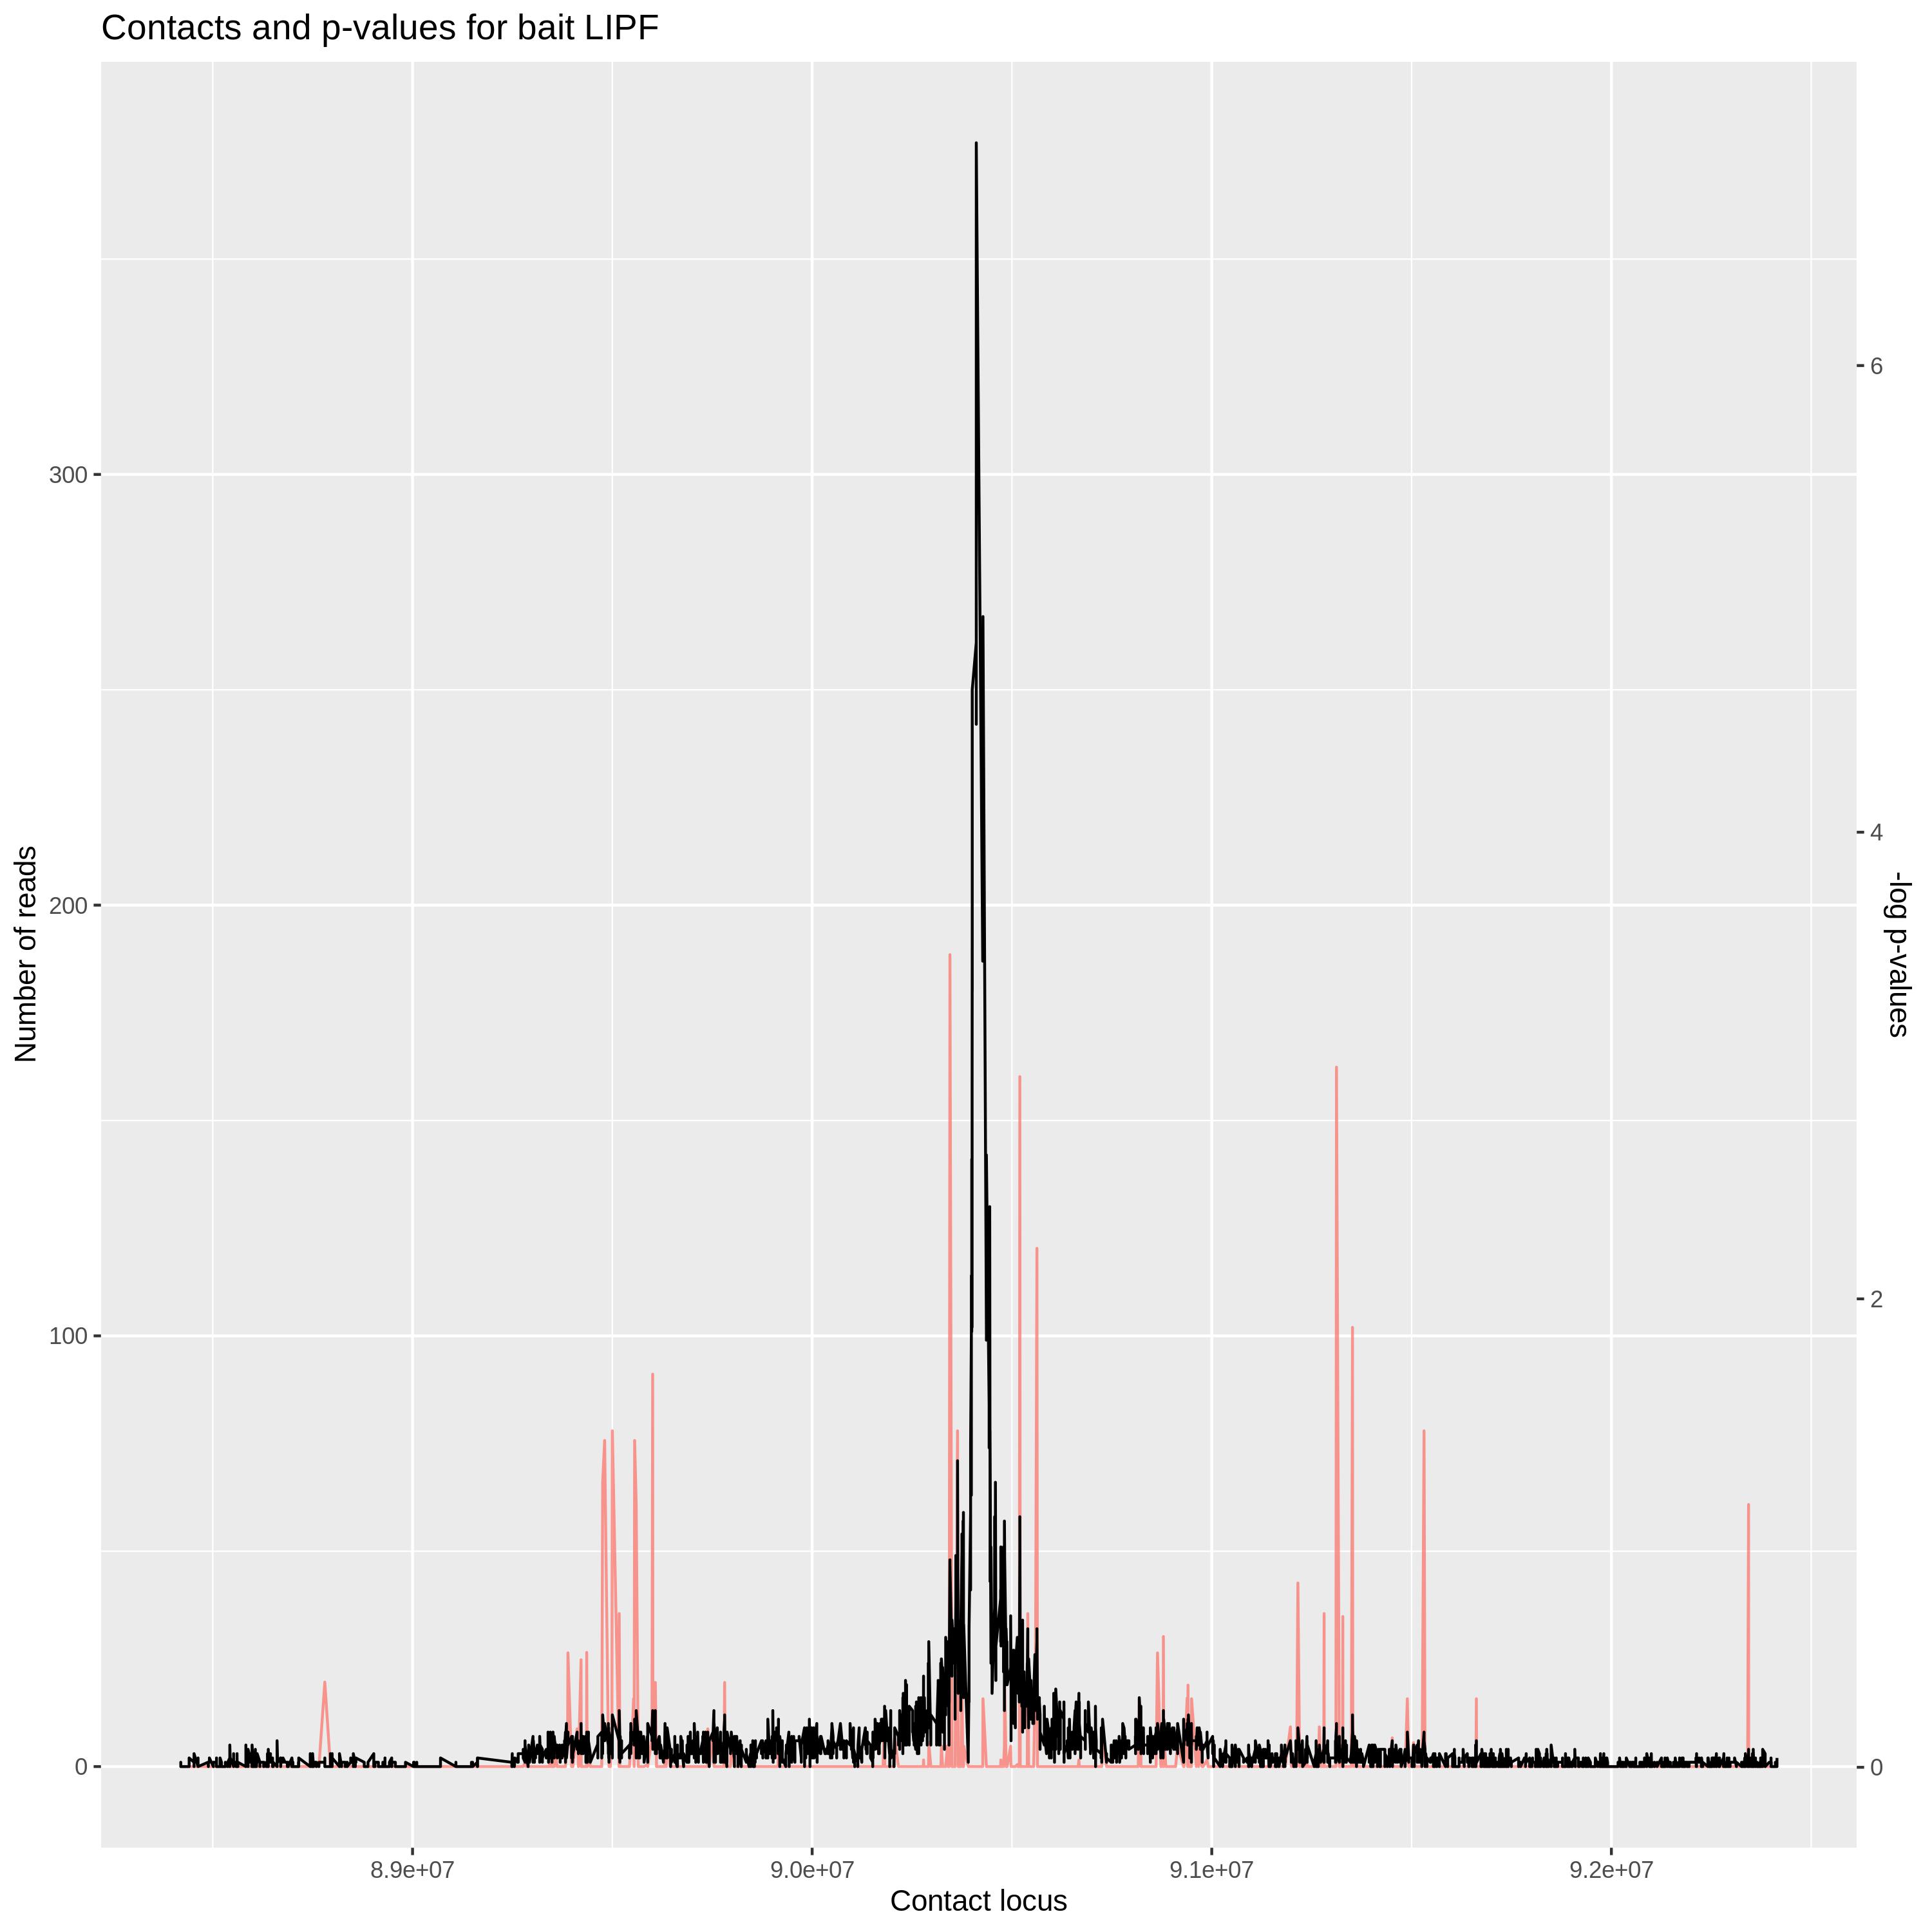 Contacts and p-values for bait LIPF
Number of reads
300
200
100
0
6
4
2
0
-log p-values
8.9e+07
9.0e+07
9.1e+07
9.2e+07
Contact locus